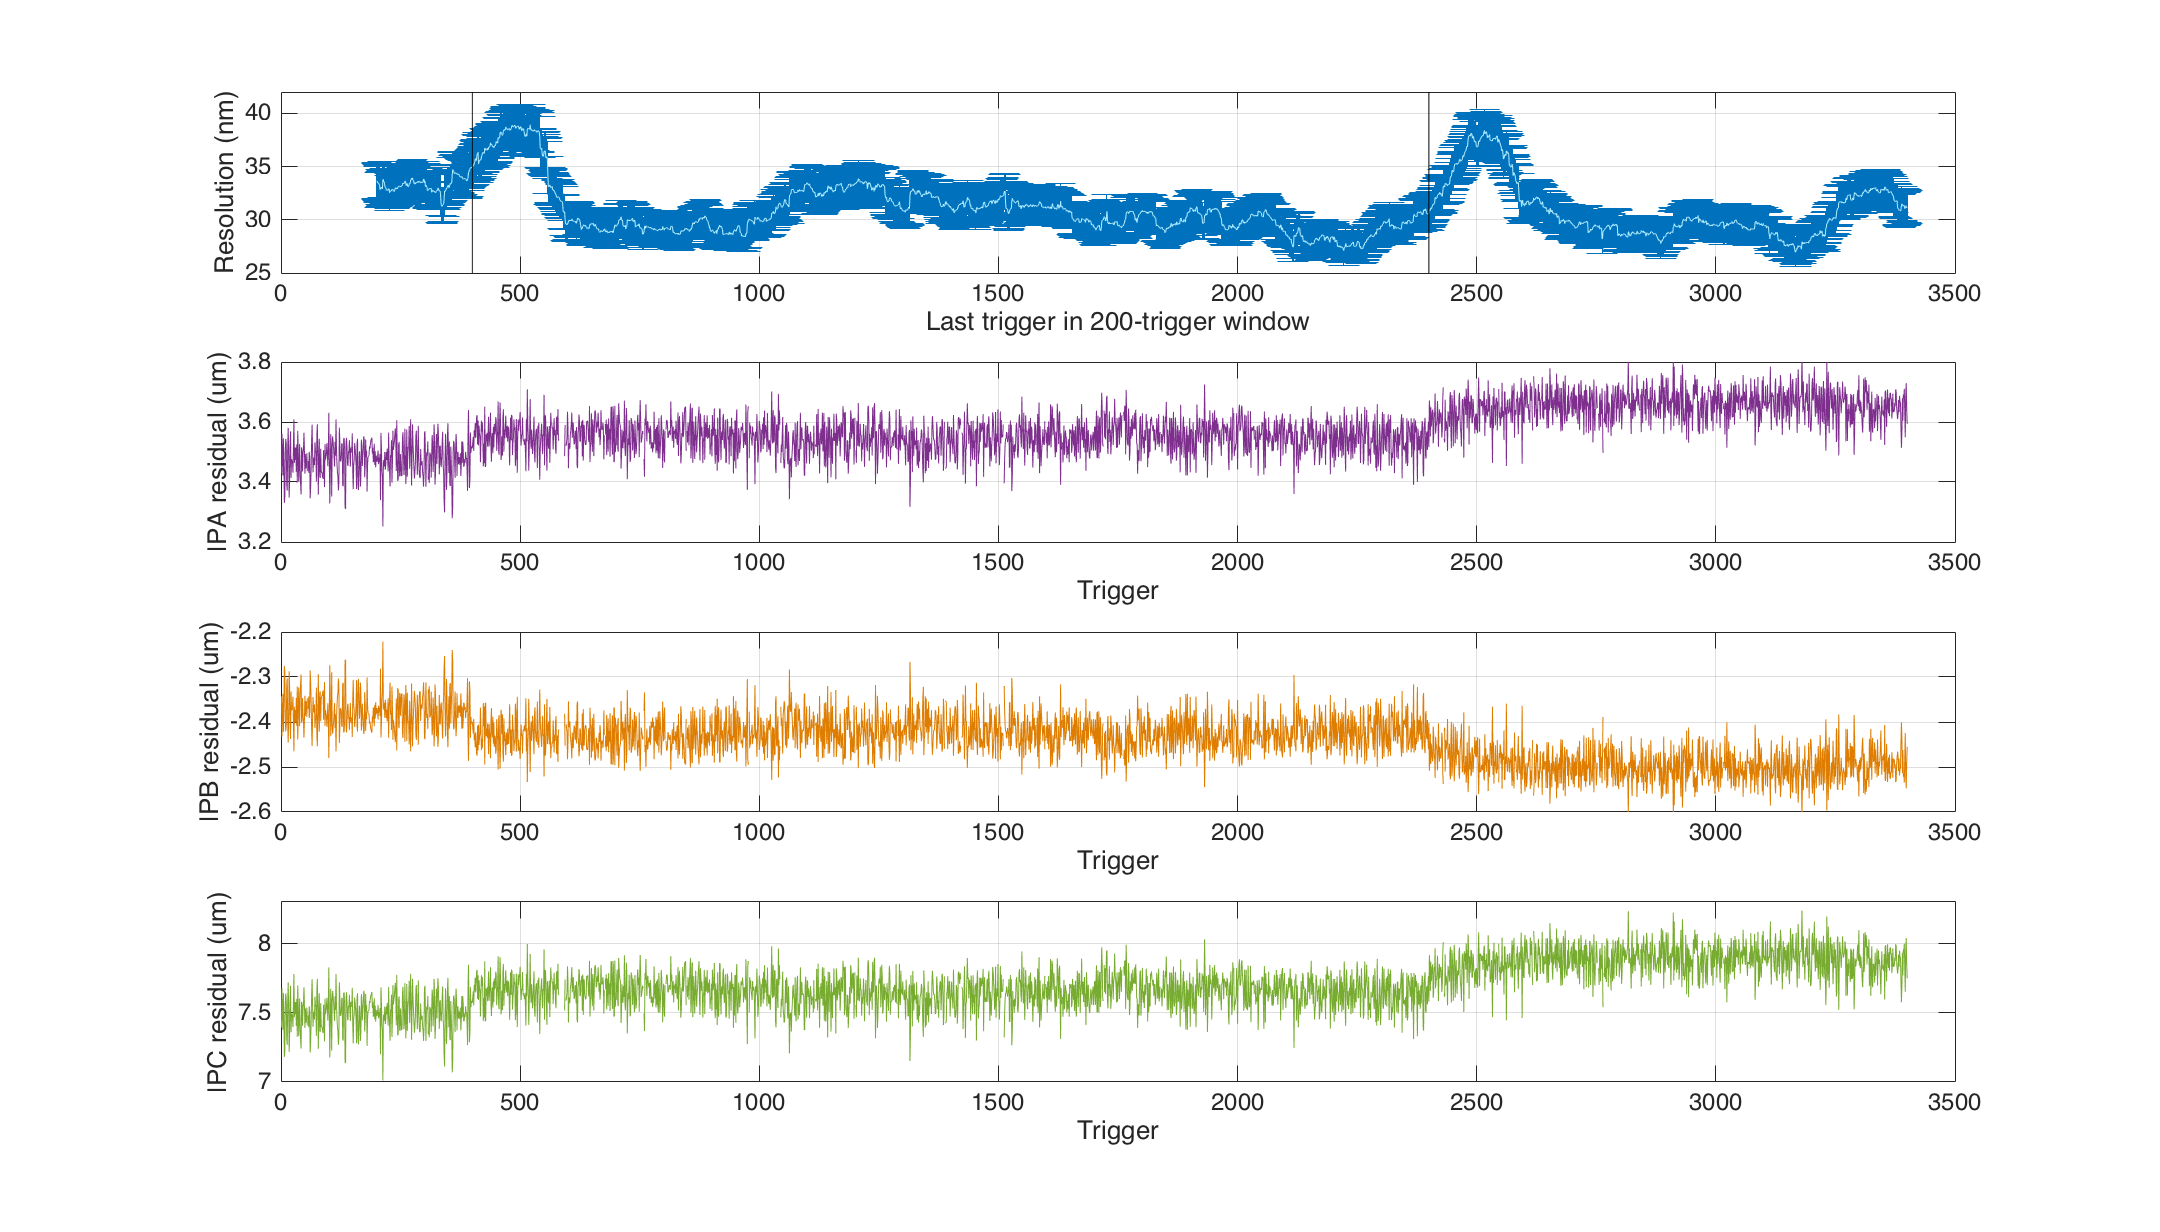 Resolution (nm)
40
35
30
25
0 500 1000 1500 2000 2500 3000 3500
Last trigger in 200-trigger window
IPA residual (um)
3.8
3.6
3.4
3.2
0 500 1000 1500 2000 2500 3000 3500
Trigger
IPB residual (um)
-2.2
-2.3
-2.4
-2.5
-2.6
0 500 1000 1500 2000 2500 3000 3500
Trigger
IPC residual (um)
8
7.5
7
0 500 1000 1500 2000 2500 3000 3500
Trigger